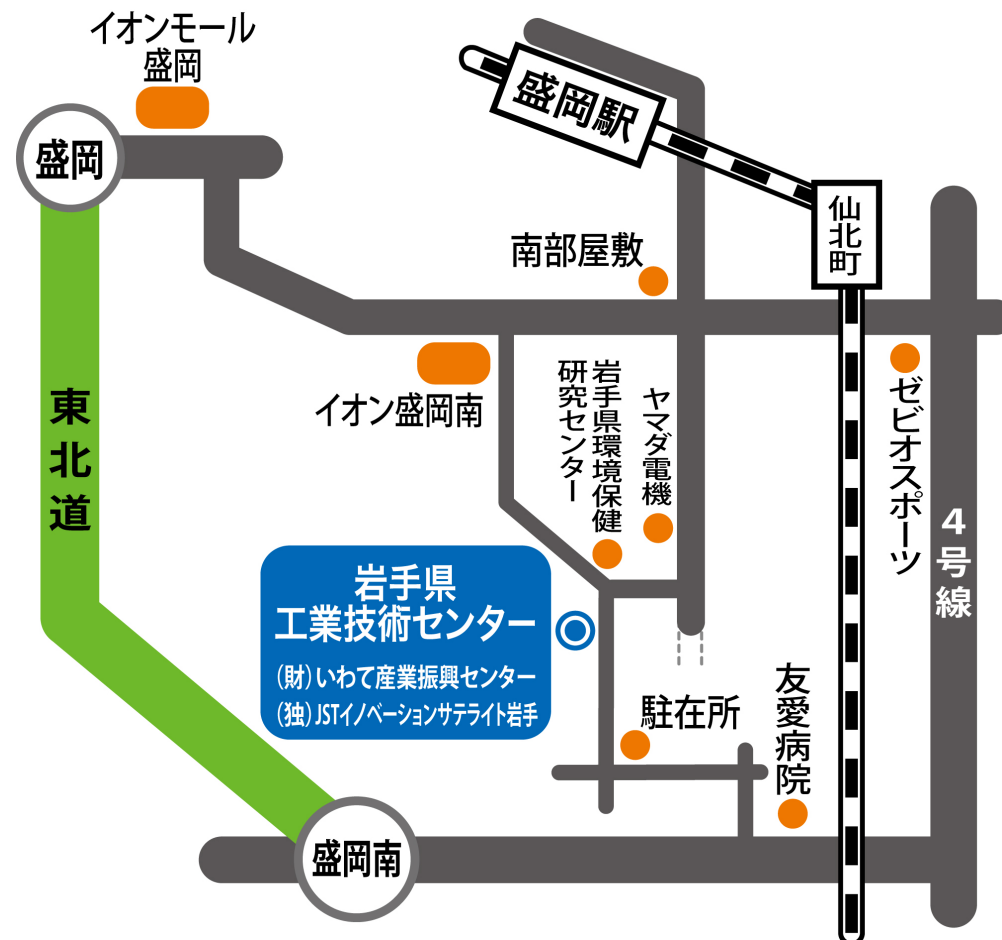 イオンモール
盛岡
盛岡
盛岡駅
仙北町
南部屋敷
イオン盛岡南
岩手県環境保健
研究センター
ヤマダ電機
ゼビオスポーツ
東北道
4号線
岩手県
工業技術センター
(財)いわて産業振興センター
(独)JSTイノベーションサテライト岩手
駐在所
友愛病院
盛岡南